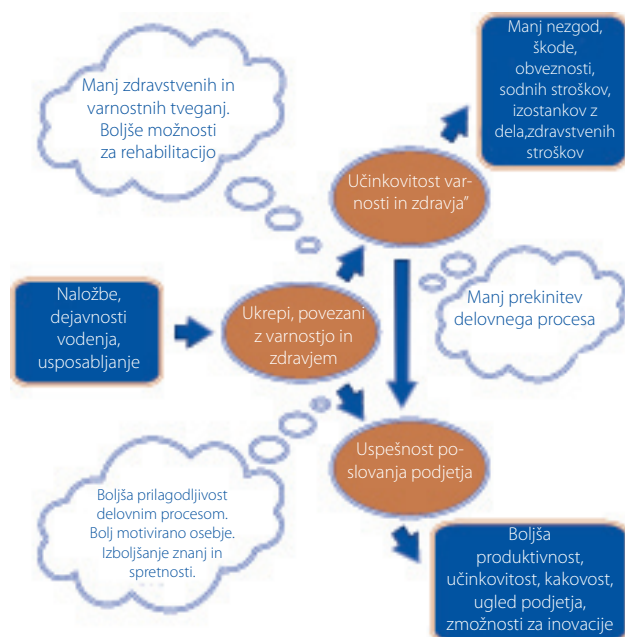 Manj nezgod,
škode,
obveznosti,
sodnih stroškov,
izostankov z
dela,zdravstvenih
stroškov
Manj zdravstvenih in
varnostnih tveganj.
Boljše možnosti
za rehabilitacijo
Učinkovitost var-
nosti in zdravja”
Naložbe,
dejavnosti
vodenja,
usposabljanje
Ukrepi, povezani
z varnostjo in
zdravjem
Manj prekinitev
delovnega procesa
Uspešnost po-
slovanja podjetja
Boljša prilagodljivost
delovnim procesom.
Bolj motivirano osebje.
Izboljšanje znanj in
spretnosti.
Boljša
produktivnost,
učinkovitost, kakovost,
ugled podjetja,
zmožnosti za inovacije